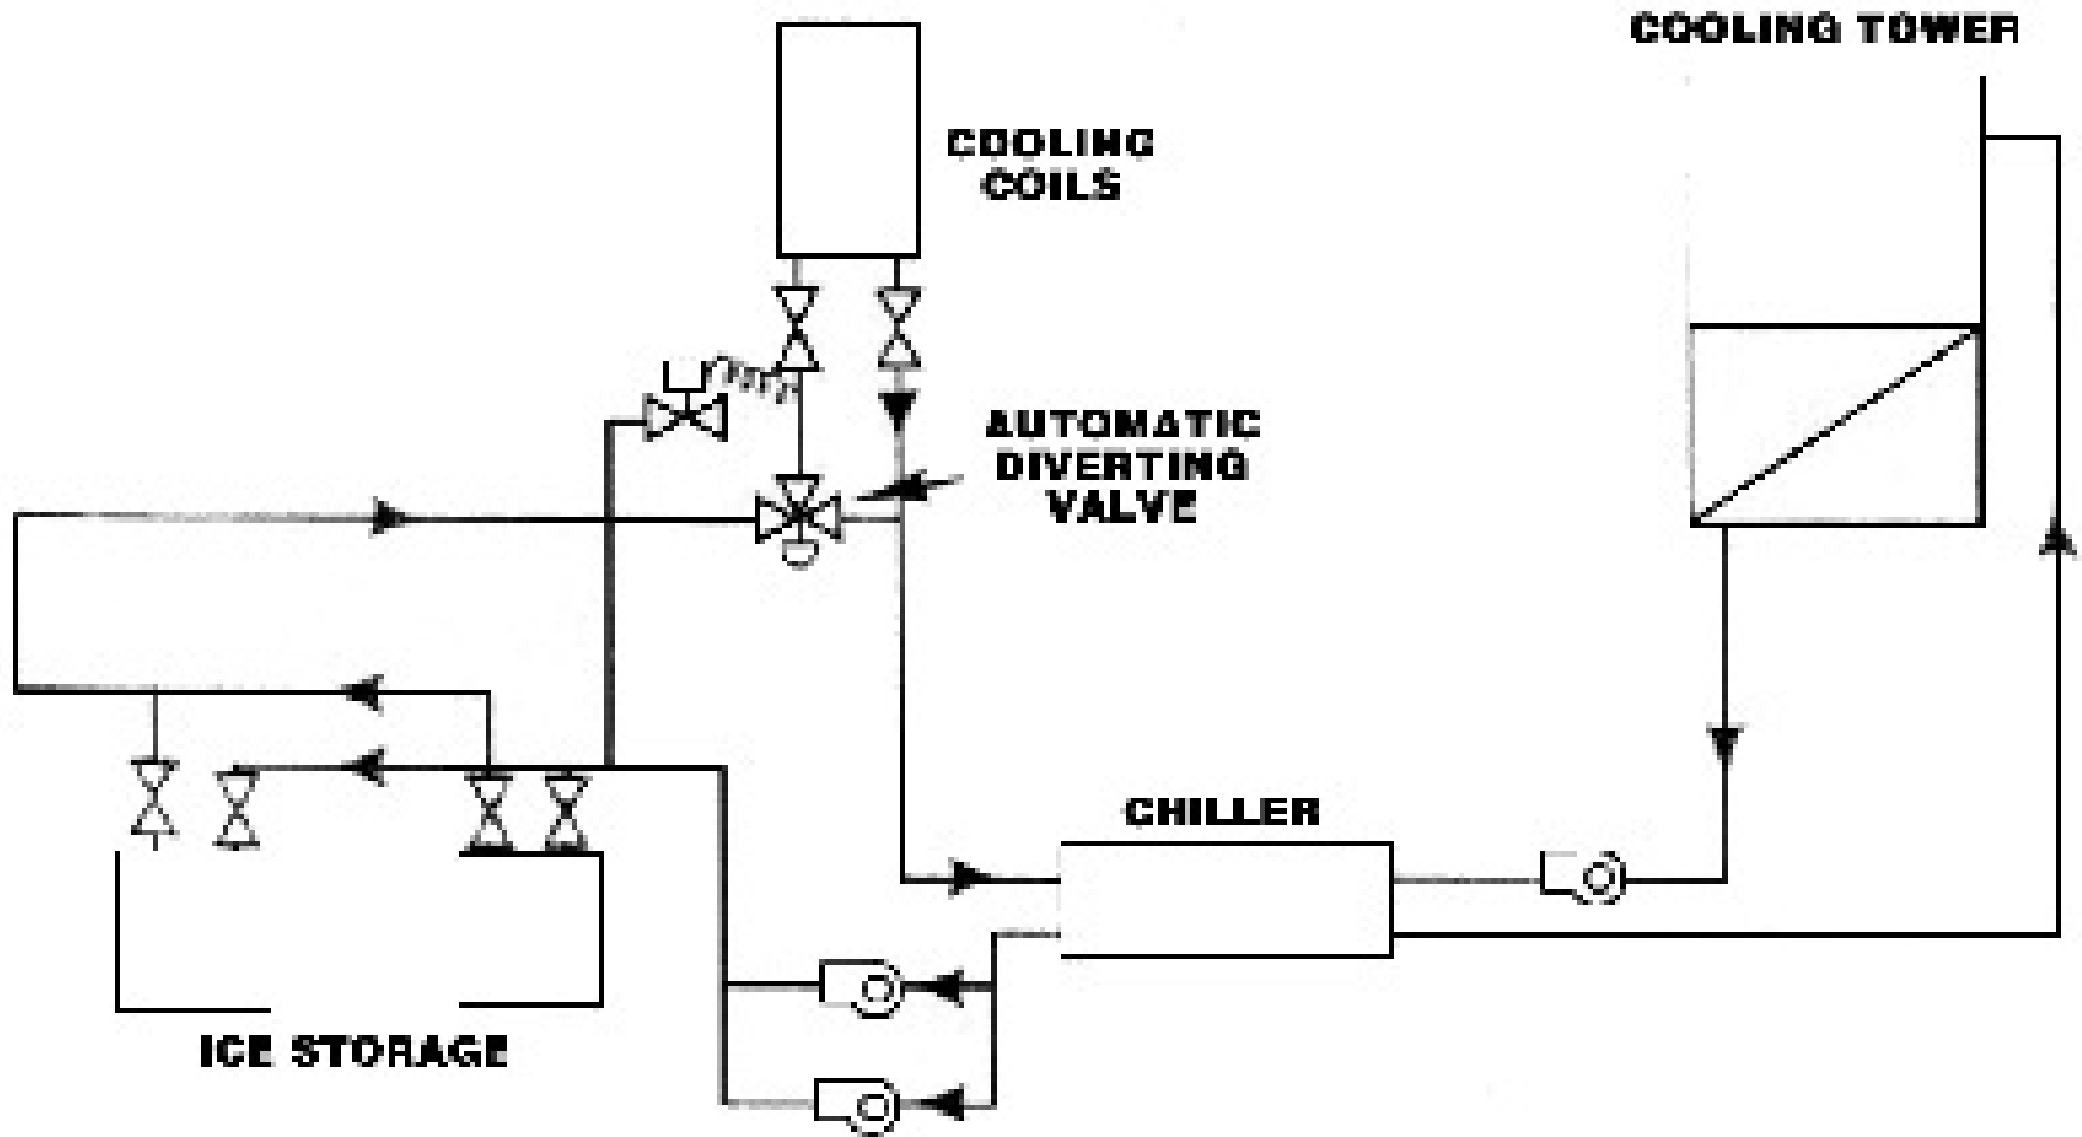 COOLING TOWER
COOLING
COILS
AUTOMATIC
DIVERTING
VALVE
CHILLER
ICE STORAGE